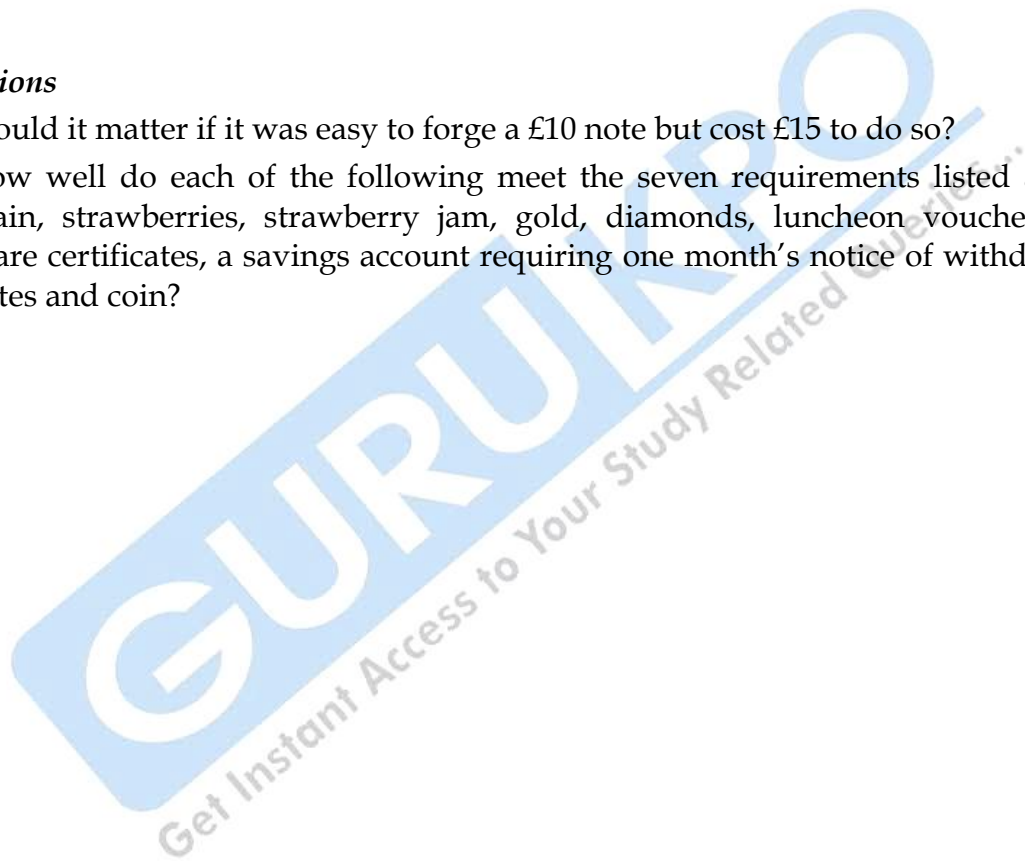 ions
ould it matter if it was easy to forge a £10 note but cost £15 to do so?
ow well do each of the following meet the seven requirements listed
ain, strawberries, strawberry jam, gold, diamonds, luncheon vouche
are certificates, a savings account requiring one month's notice of withd
tes and coin?
GURUKPO
Get Instant Access to Your Study Related Queries...